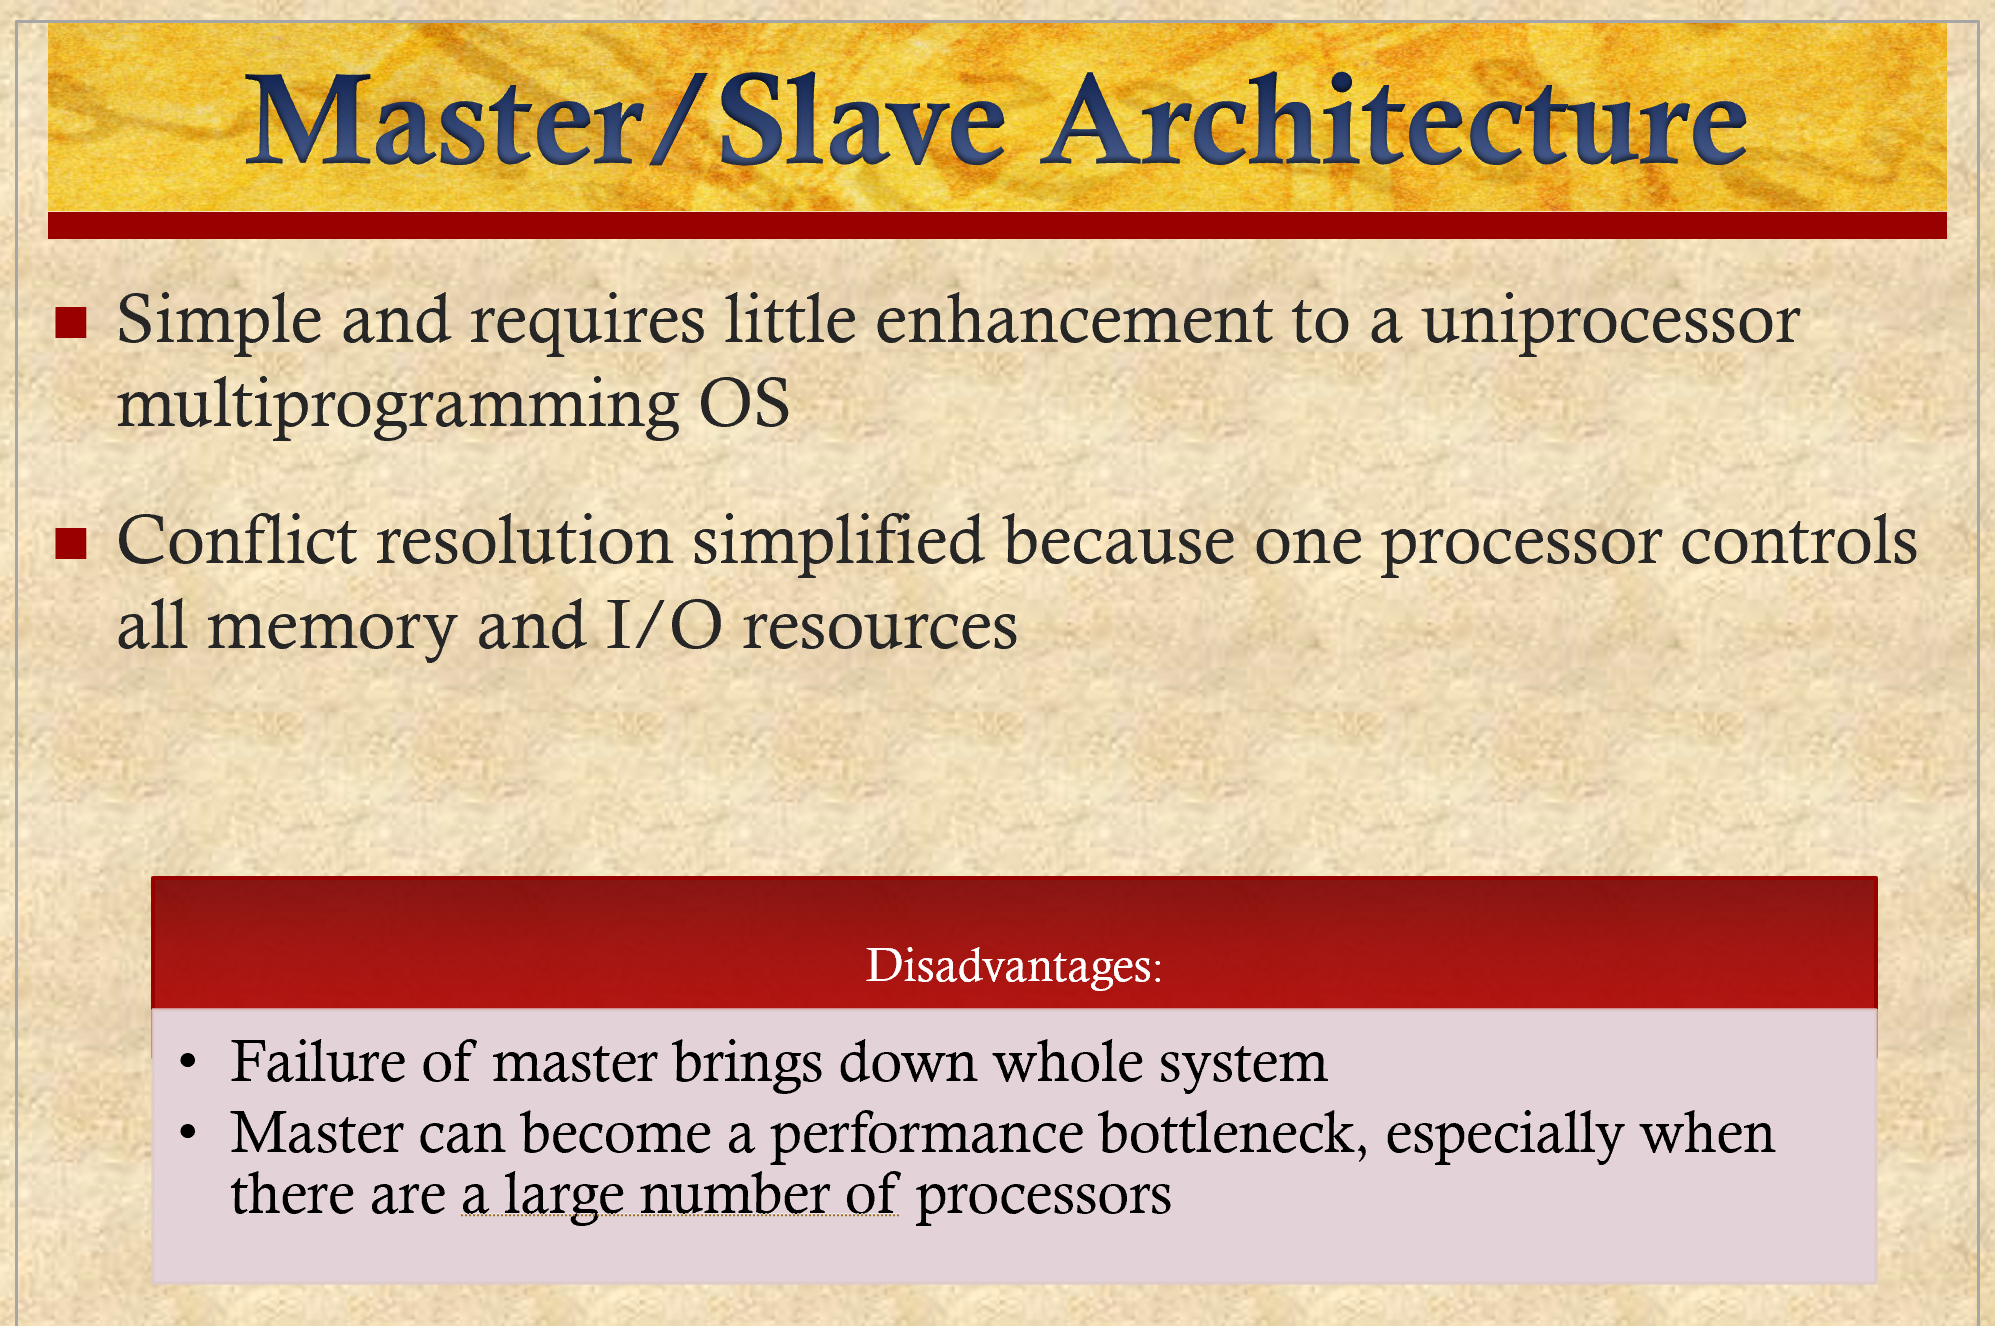 Master/Slave Architecture
■ Simple and requires little enhancement to a uniprocessor
multiprogramming OS
■ Conflict resolution simplified because one processor controls
all memory and I/O resources
Disadvantages:
• Failure of master brings down whole system
• Master can become a performance bottleneck, especially when
there are a large number of processors